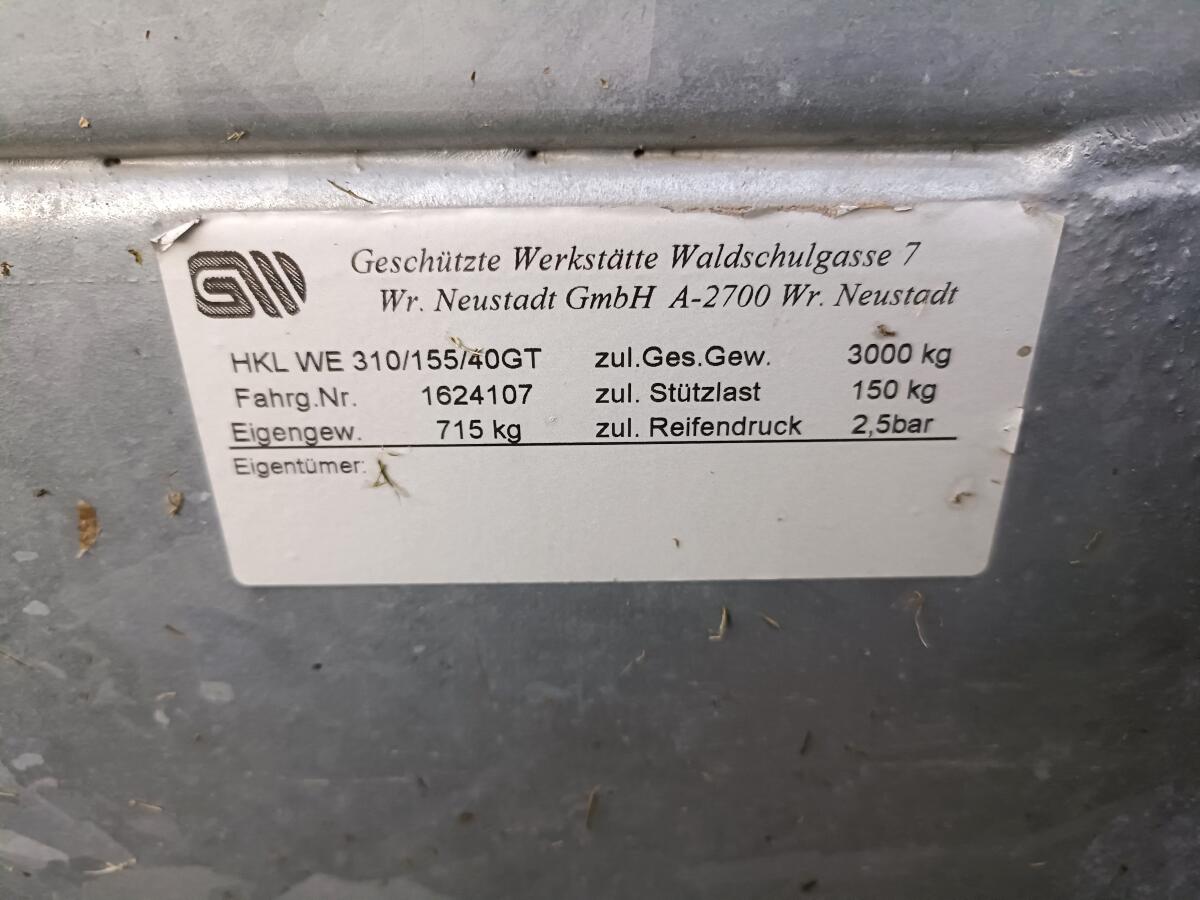 GW
Geschützte Werkstätte Waldschulgasse 7
Wr. Neustadt GmbH A-2700 Wr. Neustadt
HKL WE 310/155/40GT zul.Ges.Gew. 3000 kg
Fahrg.Nr. 1624107 zul. Stützlast 150 kg
Eigengew. 715 kg zul. Reifendruck 2,5bar
Eigentümer: